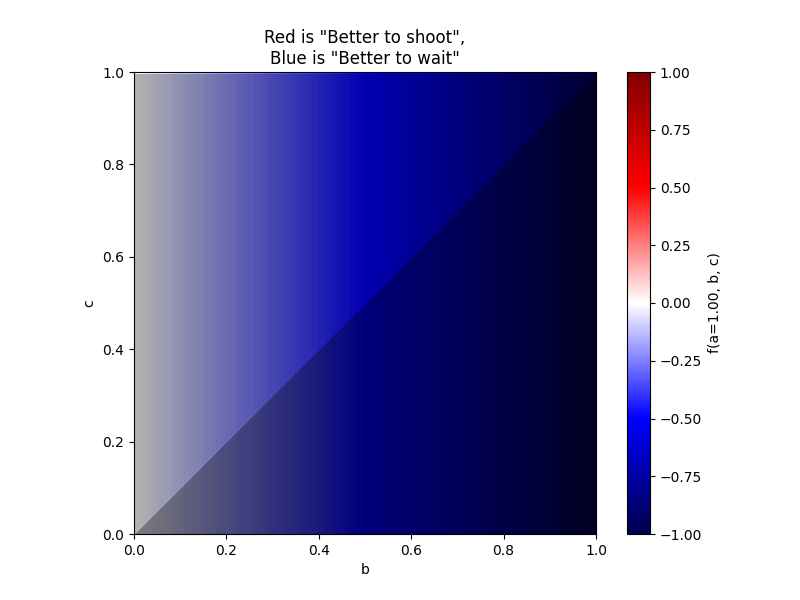 Red is "Better to shoot",
Blue is "Better to wait"
1.0
0.8
0.6
0.4
0.2
0.0
c
0.0 0.2 0.4 0.6 0.8 1.0
b
1.00
0.75
0.50
0.25
0.00
−0.25
−0.50
−0.75
−1.00
f(a=1.00, b, c)